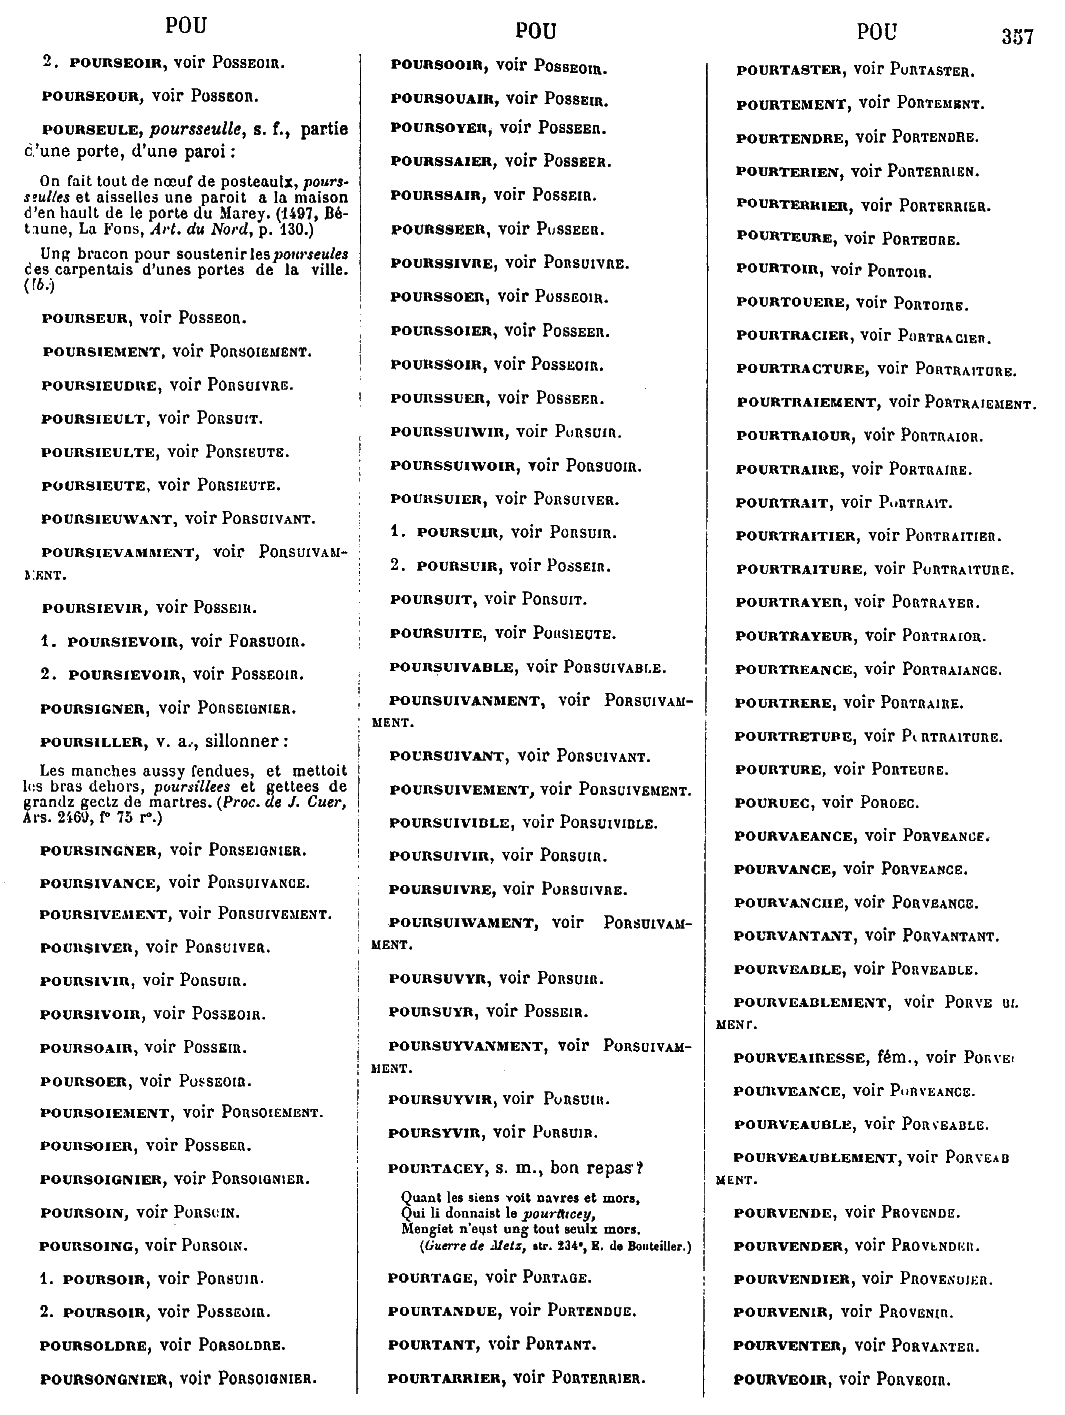 POU
2. POURSEOIR, voir POSSEOIR.
POURSEOUR, voir POSSEOR.
POURSEULE, poursseulle, s. f., partie
d'une porte, d'une paroi :
On fait tout de nœuf de posteaulx, pours-
seulles et aisselles une paroit a la maison
d'en hault de le porte du Marey. (1497, Bé-
thune, La Fons, Art. du Nord, p. 130.)
Ung bracon pour soustenir les pourseules
des carpentais d'unes portes de la ville.
(Ib.)
POURSEUR, voir POSSEOR.
POURSIEMENT, voir PORSOIEMENT.
POURSIEUDRE, voir PORSUIVRE.
POURSIEULT, voir PORSUIT.
POURSIEULTE, voir PORSIEUTE.
POURSIEUTE, voir PORSIEUTE.
POURSIEUWANT, voir PORSUIVANT.
POURSIEVAMMENT, voir PORSUIVAM-
MENT.
POURSIEVIR, voir POSSEIR.
1. POURSIEVOIR, voir PORSUOIR.
2. POURSIEVOIR, voir POSSEOIR.
POURSIGNER, voir PORSEIGNIER.
POURSILLER, v. a., sillonner :
Les manches aussy fendues, et mettoit
les bras dehors, poursillees et gettees de
grandz gectz de martres. (Proc. de J. Cuer,
Ars. 2469, f° 75 r°.)
POURSINGNER, voir PORSEIGNIER.
POURSIVANCE, voir PORSUIVANCE.
POURSIVEMENT, voir PORSUIVEMENT.
POURSIVER, voir PORSUIVER.
POURSIVIR, voir PORSUIR.
POURSIVOIR, voir POSSEOIR.
POURSOAIR, voir POSSEIR.
POURSOER, voir POSSEOIR.
POURSOIEMENT, voir PORSOIEMENT.
POURSOIER, voir POSSEER.
POURSOIGNIER, voir PORSOIGNIER.
POURSOIN, voir PORSOIN.
POURSOING, voir PORSOIN.
1. POURSOIR, voir PORSUIR.
2. POURSOIR, voir POSSEOIR.
POURSOLDRE, voir PORSOLDRE.
POURSONGNIER, voir PORSOIGNIER.
POU
POURSOOIR, voir POSSEOIR.
POURSOUAIR, voir POSSEIR.
POURSOYER, voir POSSEER.
POURSSAIER, voir POSSEER.
POURSSAIR, voir POSSEIR.
POURSSEER, voir POSSEER.
POURSSIVRE, voir PORSUIVRE.
POURSSOER, voir POSSEOIR.
POURSSOIER, voir POSSEER.
POURSSOIR, voir POSSEOIR.
POURSSUER, voir POSSEER.
POURSSUIWIR, voir PORSUIR.
POURSSUIWOIR, voir PORSUOIR.
POURSUIER, voir PORSUIVER.
1. POURSUIR, voir PORSUIR.
2. POURSUIR, voir POSSEIR.
POURSUIT, voir PORSUIT.
POURSUITE, voir PORSIEUTE.
POURSUIVABLE, voir PORSUIVABLE.
POURSUIVANMENT, voir PORSUIVAM-
MENT.
POURSUIVANT, voir PORSUIVANT.
POURSUIVEMENT, voir PORSUIVEMENT.
POURSUIVIBLE, voir PORSUIVIBLE.
POURSUIVIR, voir PORSUIR.
POURSUIVRE, voir PORSUIVRE.
POURSUIWAMENT, voir PORSUIVAM-
MENT.
POURSUVYR, voir PORSUIR.
POURSUYR, voir POSSEIR.
POURSUYVANMENT, voir PORSUIVAM-
MENT.
POURSUYVIR, voir PORSUIR.
POURSYVIR, voir PORSUIR.
POURTACEY, s. m., bon repas ?
Quant les siens voit navres et mors,
Qui li donnaist le pourtacey,
Mengiet n'eust ung tout seulx mors.
(Guerre de Metz, str. 234ᵉ, E. de Bouteiller.)
POURTAGE, voir PORTAGE.
POURTANDUE, voir PORTENDUE.
POURTANT, voir PORTANT.
POURTARRIER, voir PORTERRIER.
POU 357
POURTASTER, voir PORTASTER.
POURTEMENT, voir PORTEMENT.
POURTENDRE, voir PORTENDRE.
POURTERIEN, voir PORTERRIEN.
POURTERRIER, voir PORTERRIER.
POURTEURE, voir PORTEURE.
POURTOIR, voir PORTOIR.
POURTOUERE, voir PORTOIRE.
POURTRACIER, voir PORTRACIER.
POURTRACTURE, voir PORTRAITURE.
POURTRAIEMENT, voir PORTRAIEMENT.
POURTRAIOUR, voir PORTRAIOR.
POURTRAIRE, voir PORTRAIRE.
POURTRAIT, voir PORTRAIT.
POURTRAITIER, voir PORTRAITIER.
POURTRAITURE, voir PORTRAITURE.
POURTRAYER, voir PORTRAYER.
POURTRAYEUR, voir PORTRAIOR.
POURTREANCE, voir PORTRAIANCE.
POURTRERE, voir PORTRAIRE.
POURTRETURE, voir PORTRAITURE.
POURTURE, voir PORTEURE.
POURUEC, voir POROEC.
POURVAEANCE, voir PORVEANCE.
POURVANCE, voir PORVEANCE.
POURVANCHE, voir PORVEANCE.
POURVANTANT, voir PORVANTANT.
POURVEABLE, voir PORVEABLE.
POURVEABLEMENT, voir
MENT.
POURVEAIRESSE, fém., voir
POURVEANCE, voir PORVEANCE.
POURVEAUBLE, voir PORVEABLE.
POURVEAUBLEMENT, voir PORVEAB
MENT.
POURVENDE, voir PROVENDE.
POURVENDER, voir PROVENDER.
POURVENDIER, voir PROVENDIER.
POURVENIR, voir PROVENIR.
POURVENTER, voir PORVANTER.
POURVEOIR, voir PORVEOIR.